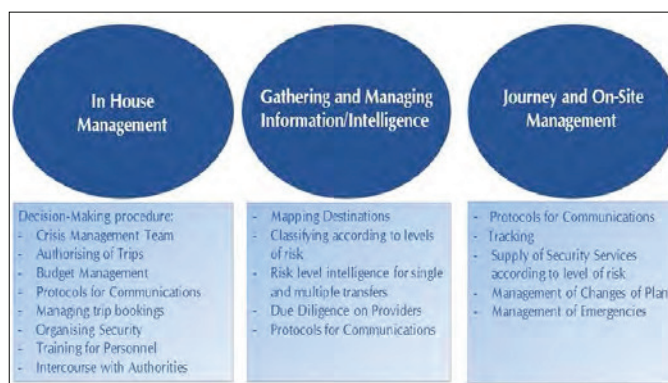 In House
Management
Gathering and Managing
Information/Intelligence
Journey and On-Site
Management
Decision-Making procedure:
- Crisis Management Team
- Authorising of Trips
- Budget Management
- Protocols for Communications
- Managing trip bookings
- Organising Security
- Training for Personnel
- Intercourse with Authorities
- Mapping Destinations
- Classifying according to levels
of risk
- Risk level intelligence for single
and multiple transfers
- Due Diligence on Providers
- Protocols for Communications
- Protocols for Communications
- Tracking
- Supply of Security Services
according to level of risk
- Management of Changes of Plan
- Management of Emergencies